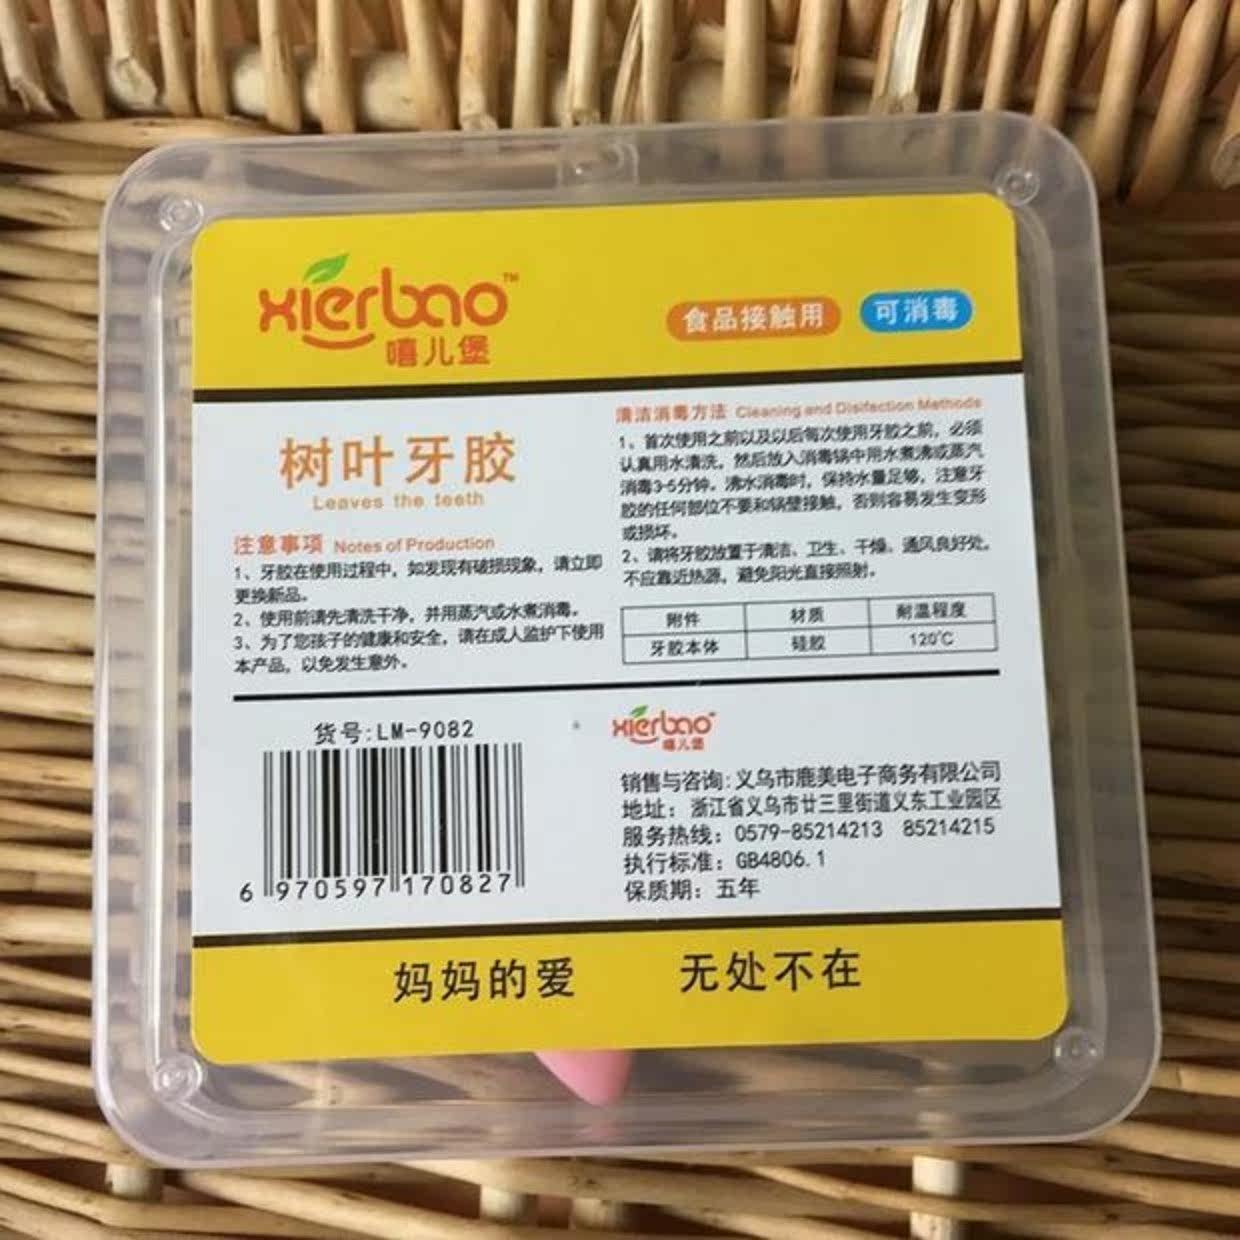 xierbao™
嘻儿堡
食品接触用
可消毒
树叶牙胶
Leaves the teeth
注意事项 Notes of Production
1、牙胶在使用过程中，如发现有破损现象，请立即
更换新品。
2、使用前请先清洗干净，并用蒸汽或水煮消毒。
3、为了您孩子的健康和安全，请在成人监护下使用
本产品，以免发生意外。
清洁消毒方法 Cleaning and Disifection Methods
1、首次使用之前以及以后每次使用牙胶之前，必须
认真用水清洗，然后放入消毒锅中用水煮沸或蒸汽
消毒3-5分钟。沸水消毒时，保持水量足够，注意牙
胶的任何部位不要和锅壁接触，否则容易发生变形
或损坏。
2、请将牙胶放置于清洁、卫生、干燥、通风良好处。
不应靠近热源，避免阳光直接照射。
附件 材质 耐温程度
牙胶本体 硅胶 120℃
货号:LM-9082
6 970597 170827
xierbao™
嘻儿堡
销售与咨询:义乌市鹿美电子商务有限公司
地址：浙江省义乌市廿三里街道义东工业园区
服务热线：0579-85214213 85214215
执行标准：GB4806.1
保质期：五年
妈妈的爱 无处不在